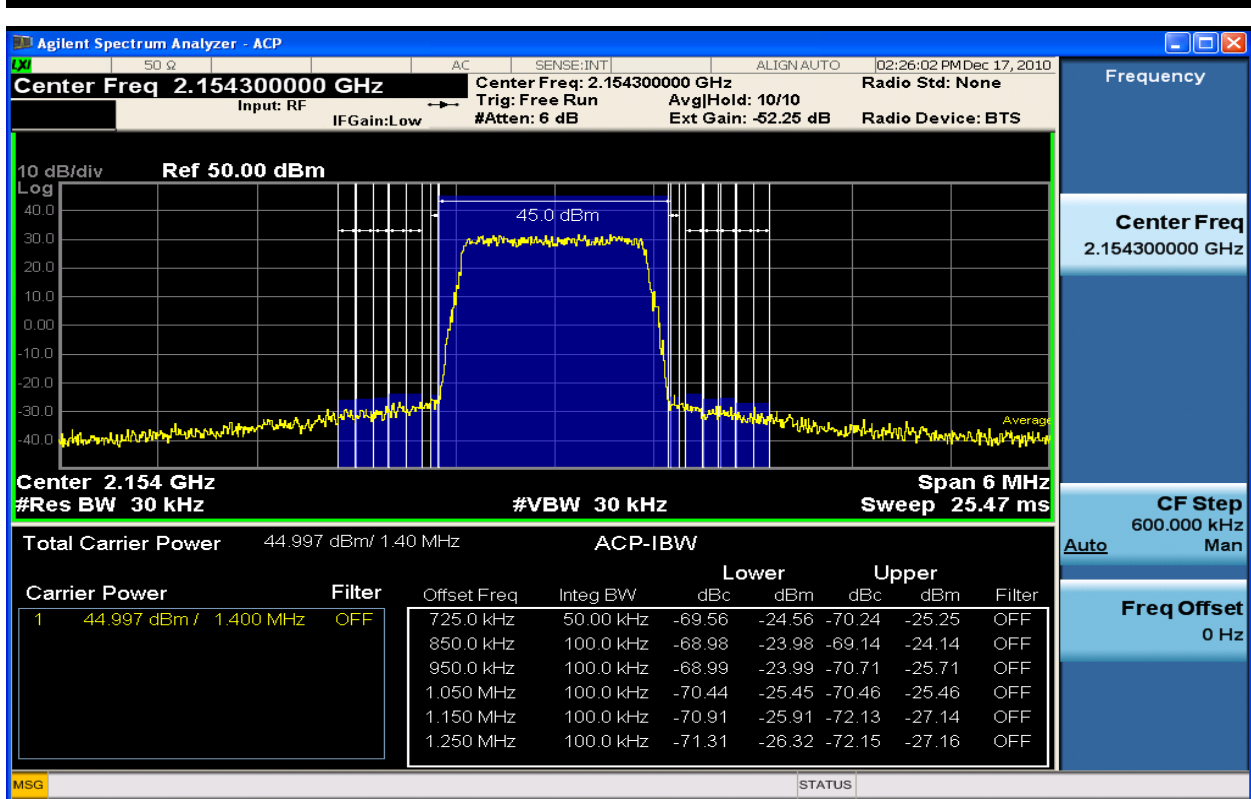 Agilent Spectrum Analyzer - ACP
LXI 50 Ω AC SENSE:INT ALIGN AUTO 02:26:02 PM Dec 17, 2010
Center Freq 2.154300000 GHz
Input: RF
IFGain:Low
Center Freq: 2.154300000 GHz
Trig: Free Run Avg|Hold: 10/10
#Atten: 6 dB Ext Gain: -52.25 dB
Radio Std: None
Radio Device: BTS
10 dB/div Ref 50.00 dBm
Log
40.0
30.0
20.0
10.0
0.00
-10.0
-20.0
-30.0
-40.0
45.0 dBm
Average
Center 2.154 GHz Span 6 MHz
#Res BW 30 kHz #VBW 30 kHz Sweep 25.47 ms
Total Carrier Power 44.997 dBm/ 1.40 MHz ACP-IBW
Lower Upper
Carrier Power Filter
1 44.997 dBm / 1.400 MHz OFF
Offset Freq Integ BW dBc dBm dBc dBm Filter
725.0 kHz 50.00 kHz -69.56 -24.56 -70.24 -25.25 OFF
850.0 kHz 100.0 kHz -68.98 -23.98 -69.14 -24.14 OFF
950.0 kHz 100.0 kHz -68.99 -23.99 -70.71 -25.71 OFF
1.050 MHz 100.0 kHz -70.44 -25.45 -70.46 -25.46 OFF
1.150 MHz 100.0 kHz -70.91 -25.91 -72.13 -27.14 OFF
1.250 MHz 100.0 kHz -71.31 -26.32 -72.15 -27.16 OFF
Frequency
Center Freq
2.154300000 GHz
CF Step
600.000 kHz
Auto Man
Freq Offset
0 Hz
MSG STATUS